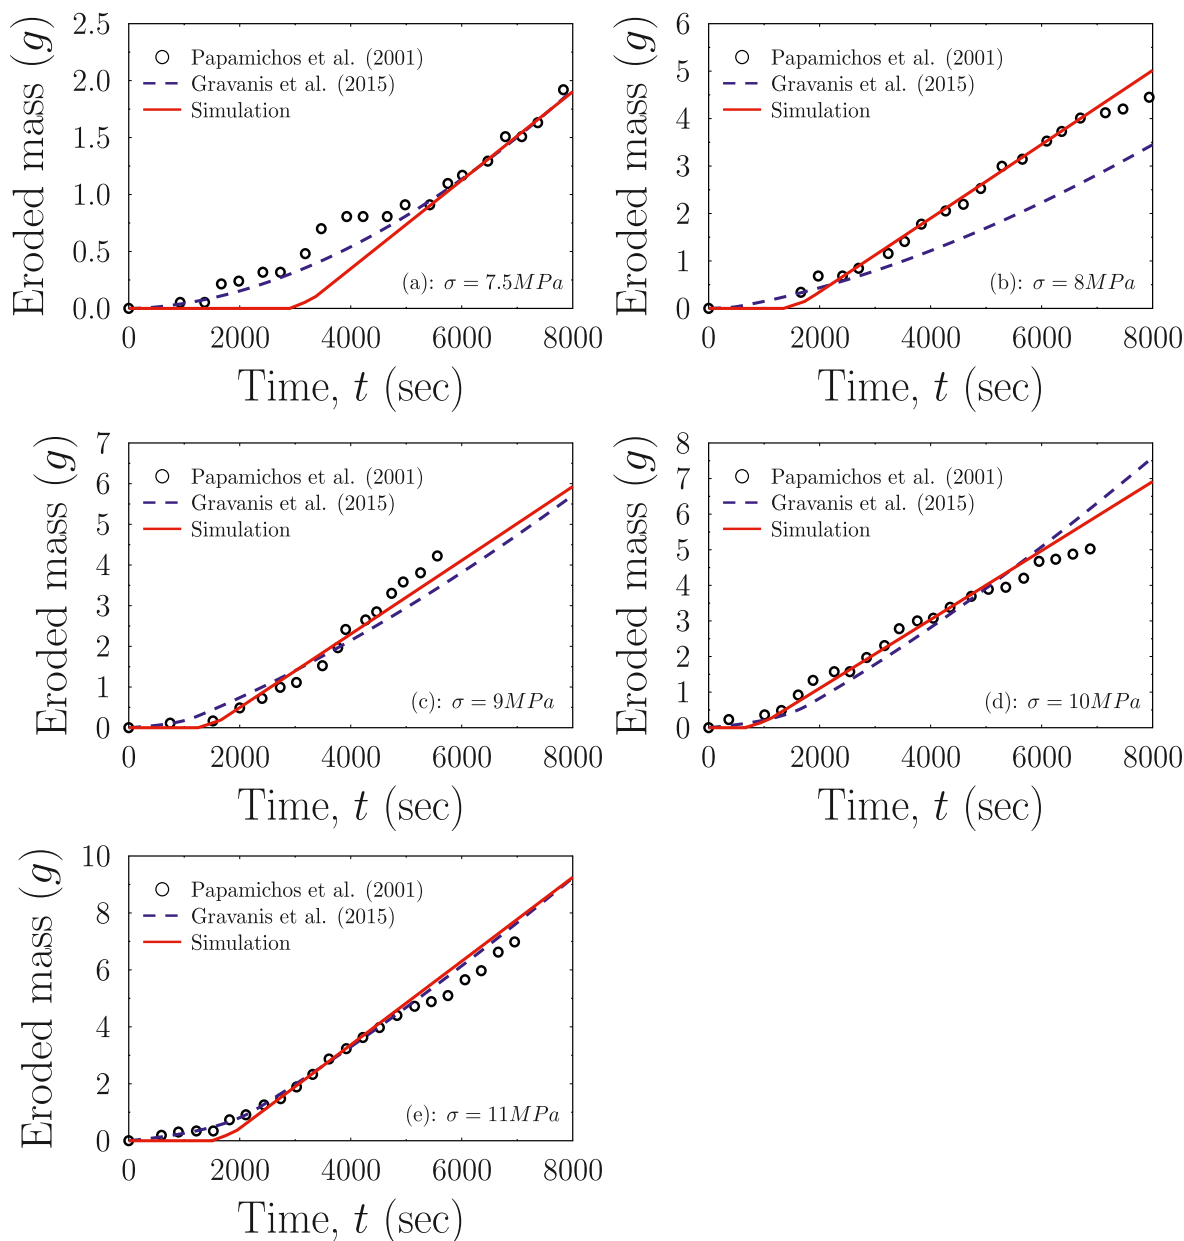 Eroded mass (g)
2.5
2.0
1.5
1.0
0.5
0.0
Papamichos et al. (2001)
Gravanis et al. (2015)
Simulation
(a): σ = 7.5MPa
0 2000 4000 6000 8000
Time, t (sec)
Eroded mass (g)
6
5
4
3
2
1
0
Papamichos et al. (2001)
Gravanis et al. (2015)
Simulation
(b): σ = 8MPa
0 2000 4000 6000 8000
Time, t (sec)
Eroded mass (g)
7
6
5
4
3
2
1
0
Papamichos et al. (2001)
Gravanis et al. (2015)
Simulation
(c): σ = 9MPa
0 2000 4000 6000 8000
Time, t (sec)
Eroded mass (g)
8
7
6
5
4
3
2
1
0
Papamichos et al. (2001)
Gravanis et al. (2015)
Simulation
(d): σ = 10MPa
0 2000 4000 6000 8000
Time, t (sec)
Eroded mass (g)
10
8
6
4
2
0
Papamichos et al. (2001)
Gravanis et al. (2015)
Simulation
(e): σ = 11MPa
0 2000 4000 6000 8000
Time, t (sec)